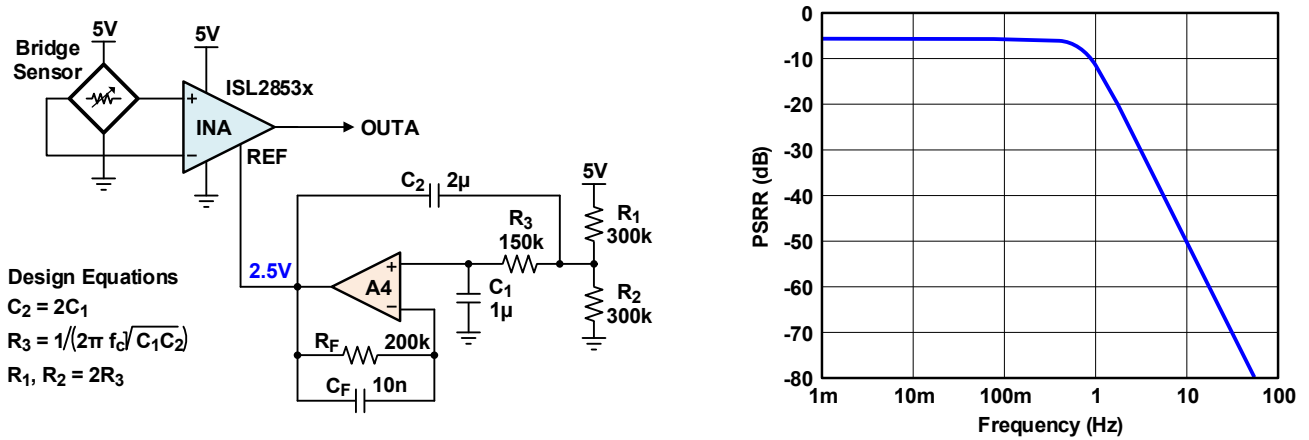 5V
Bridge
Sensor
5V
ISL2853x
+
INA
−
OUTA
REF
C2 2μ
5V
R3
150k
R1
300k
2.5V
+
A4
−
C1
1μ
R2
300k
RF 200k
CF 10n
Design Equations
C2 = 2C1
R3 = 1/(2π fc√C1C2)
R1, R2 = 2R3
0
-10
-20
-30
-40
-50
-60
-70
-80
PSRR (dB)
1m 10m 100m 1 10 100
Frequency (Hz)